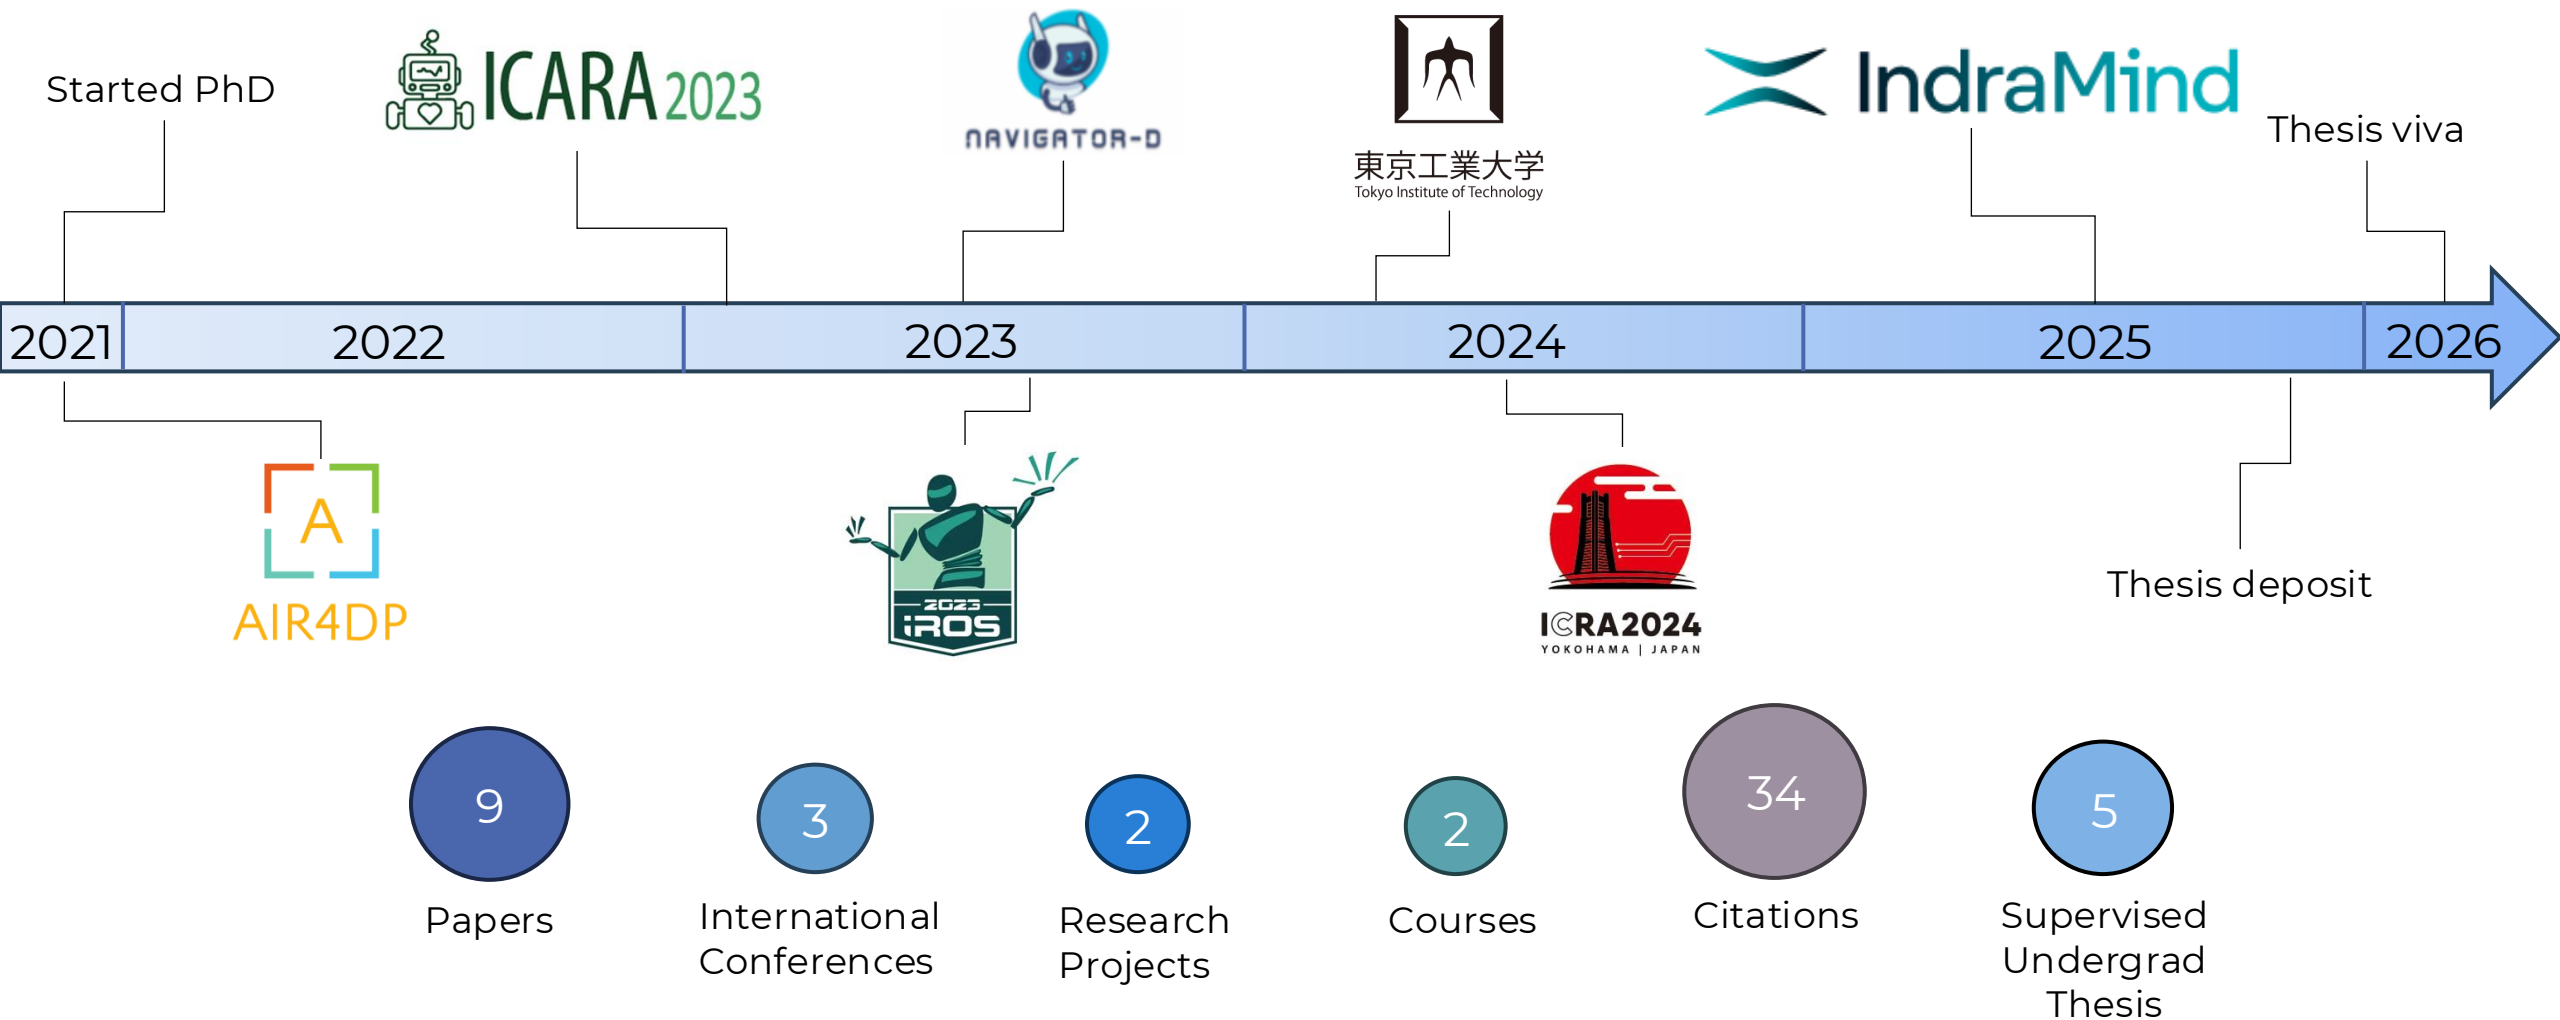 Started PhD
ICARA 2023
NAVIGATOR-D
東京工業大学
Tokyo Institute of Technology
IndraMind
Thesis viva
2021
2022
2023
2024
2025
2026
A
AIR4DP
2023
iROS
ICRA2024
YOKOHAMA | JAPAN
Thesis deposit
9
Papers
3
International
Conferences
2
Research
Projects
2
Courses
34
Citations
5
Supervised
Undergrad
Thesis